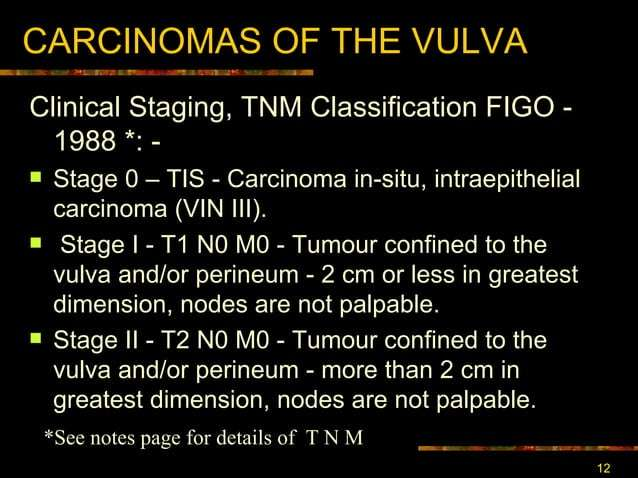 CARCINOMAS OF THE VULVA
Clinical Staging, TNM Classification FIGO -
1988 *: -
Stage 0 – TIS - Carcinoma in-situ, intraepithelial
carcinoma (VIN III).
Stage I - T1 N0 M0 - Tumour confined to the
vulva and/or perineum - 2 cm or less in greatest
dimension, nodes are not palpable.
Stage II - T2 N0 M0 - Tumour confined to the
vulva and/or perineum - more than 2 cm in
greatest dimension, nodes are not palpable.
*See notes page for details of T N M
12